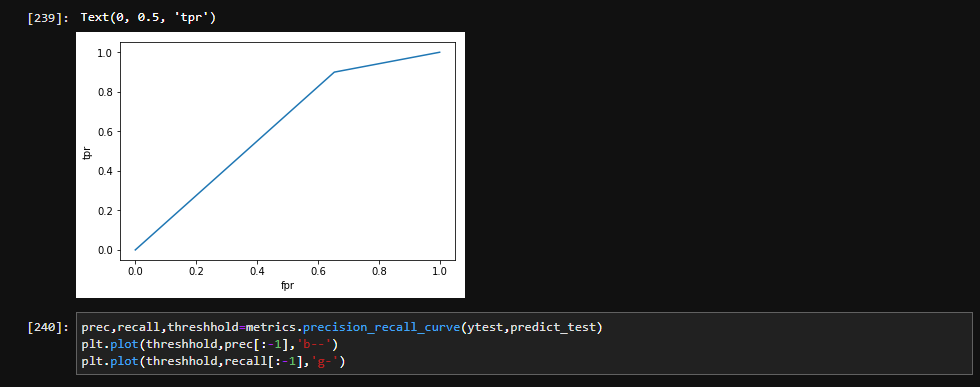 [239]: Text(0, 0.5, 'tpr')
1.0
0.8
0.6
0.4
0.2
0.0
tpr
0.0 0.2 0.4 0.6 0.8 1.0
fpr
[240]: prec,recall,threshhold=metrics.precision_recall_curve(ytest,predict_test)
plt.plot(threshhold,prec[:-1],'b--')
plt.plot(threshhold,recall[:-1],'g-')